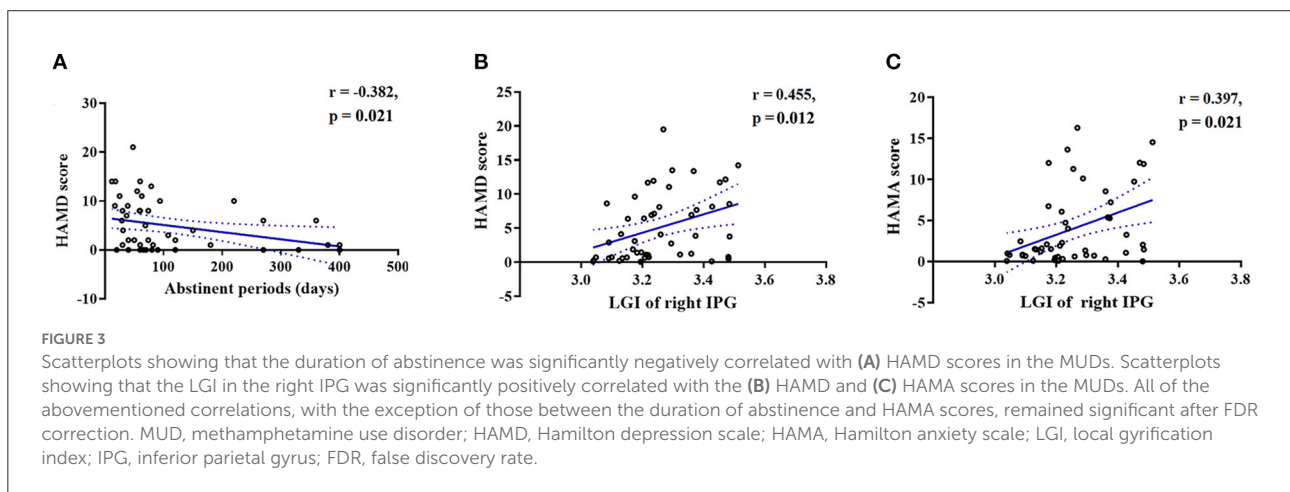 A
r = -0.382,
p = 0.021
HAMD score
30
20
10
0
-10
100
200
300
400
500
Abstinent periods (days)
B
r = 0.455,
p = 0.012
HAMD score
25
20
15
10
5
0
-5
3.0
3.2
3.4
3.6
3.8
LGI of right IPG
C
r = 0.397,
p = 0.021
HAMA score
20
15
10
5
0
-5
3.0
3.2
3.4
3.6
3.8
LGI of right IPG
FIGURE 3
Scatterplots showing that the duration of abstinence was significantly negatively correlated with (A) HAMD scores in the MUDs. Scatterplots
showing that the LGI in the right IPG was significantly positively correlated with the (B) HAMD and (C) HAMA scores in the MUDs. All of the
abovementioned correlations, with the exception of those between the duration of abstinence and HAMA scores, remained significant after FDR
correction. MUD, methamphetamine use disorder; HAMD, Hamilton depression scale; HAMA, Hamilton anxiety scale; LGI, local gyrification
index; IPG, inferior parietal gyrus; FDR, false discovery rate.